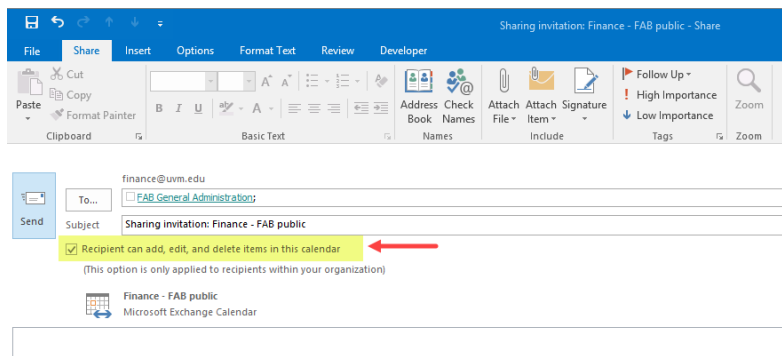 Sharing invitation: Finance - FAB public - Share
File Share Insert Options Format Text Review Developer
Cut
Copy
Format Painter
Paste
Clipboard
B I U
Basic Text
Address Book
Check Names
Names
Attach File
Attach Item
Signature
Include
Follow Up
High Importance
Low Importance
Tags
Zoom
Zoom
finance@uvm.edu
To...
FAB General Administration;
Send
Subject
Sharing invitation: Finance - FAB public
Recipient can add, edit, and delete items in this calendar
(This option is only applied to recipients within your organization)
Finance - FAB public
Microsoft Exchange Calendar